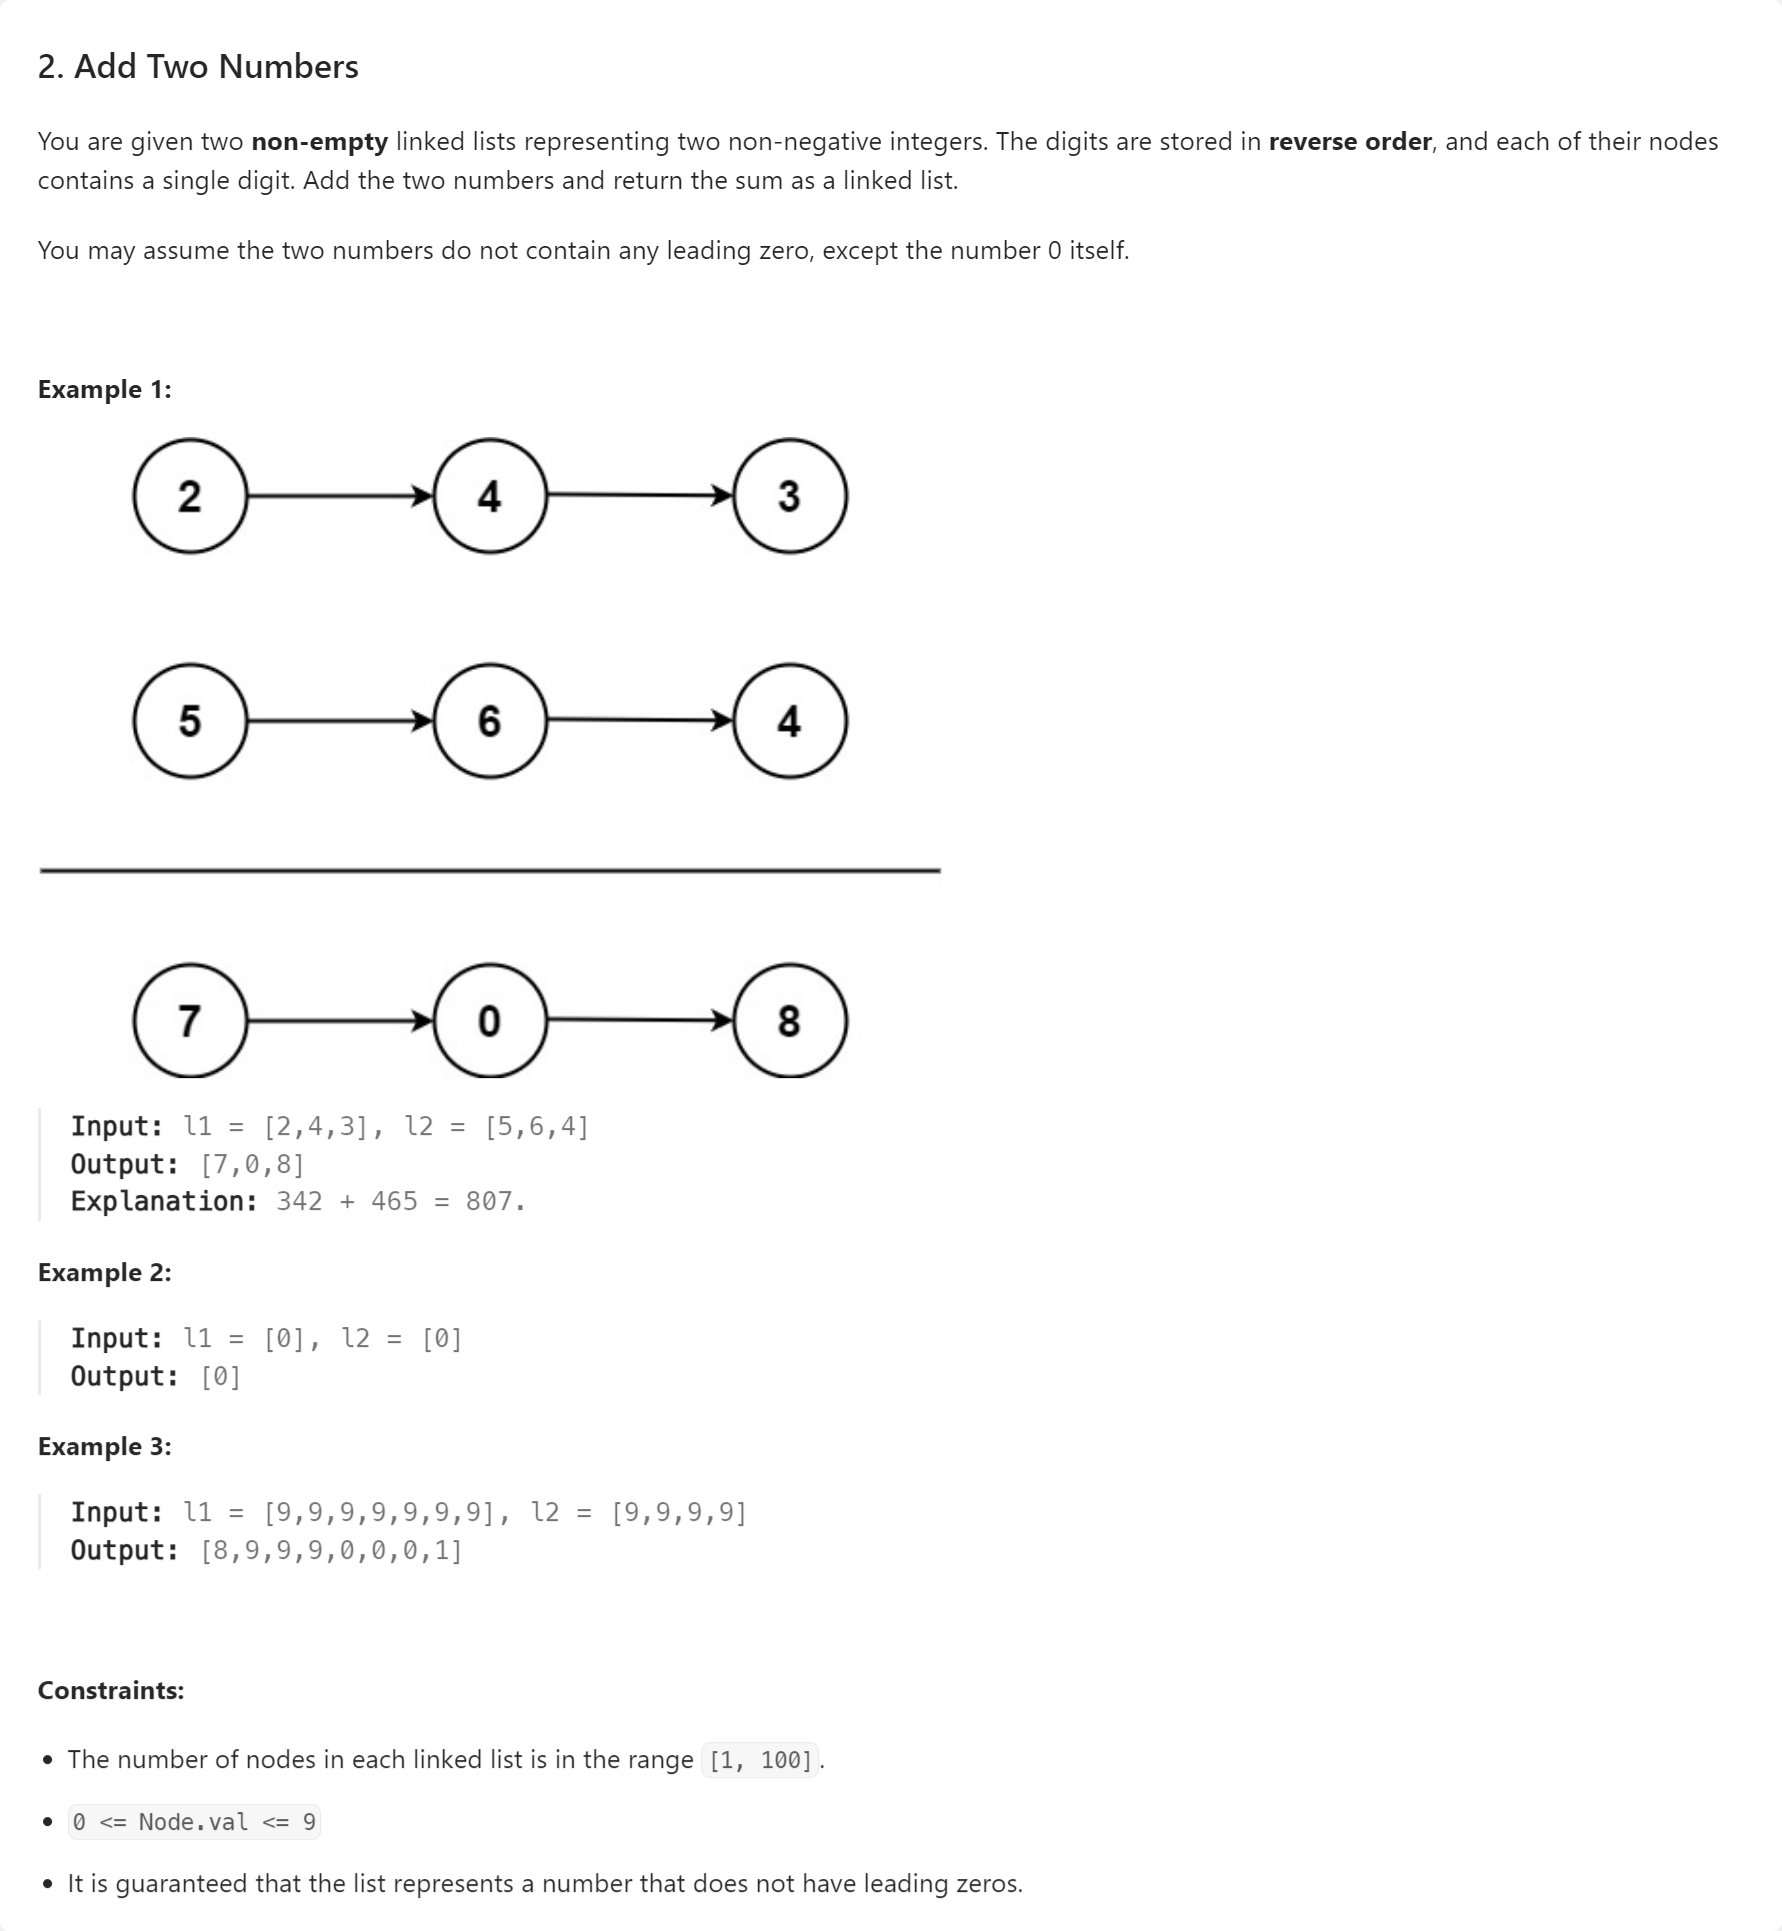 2. Add Two Numbers
You are given two non-empty linked lists representing two non-negative integers. The digits are stored in reverse order, and each of their nodes
contains a single digit. Add the two numbers and return the sum as a linked list.
You may assume the two numbers do not contain any leading zero, except the number 0 itself.
Example 1:
2 4 3
5 6 4
7 0 8
Input: l1 = [2,4,3], l2 = [5,6,4]
Output: [7,0,8]
Explanation: 342 + 465 = 807.
Example 2:
Input: l1 = [0], l2 = [0]
Output: [0]
Example 3:
Input: l1 = [9,9,9,9,9,9,9], l2 = [9,9,9,9]
Output: [8,9,9,9,0,0,0,1]
Constraints:
• The number of nodes in each linked list is in the range [1, 100].
• 0 <= Node.val <= 9
• It is guaranteed that the list represents a number that does not have leading zeros.